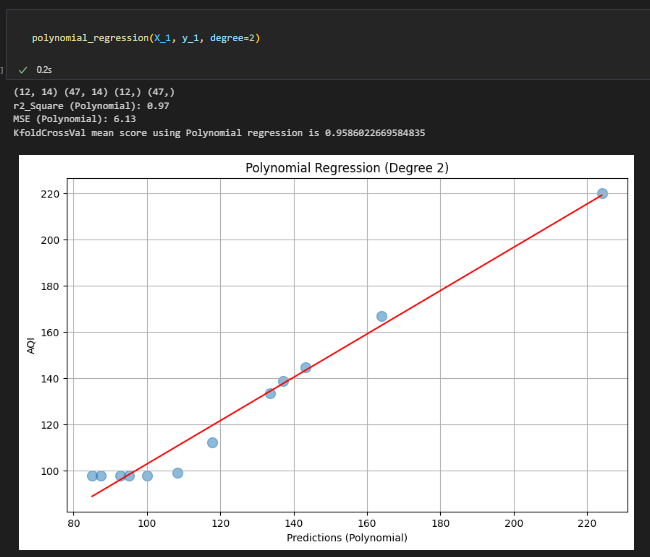 polynomial_regression(X_1, y_1, degree=2)
]
0.2s
(12, 14) (47, 14) (12,) (47,)
r2_Square (Polynomial): 0.97
MSE (Polynomial): 6.13
KfoldCrossVal mean score using Polynomial regression is 0.9586022669584835
Polynomial Regression (Degree 2)
220
200
180
160
140
120
100
AQI
80 100 120 140 160 180 200 220
Predictions (Polynomial)